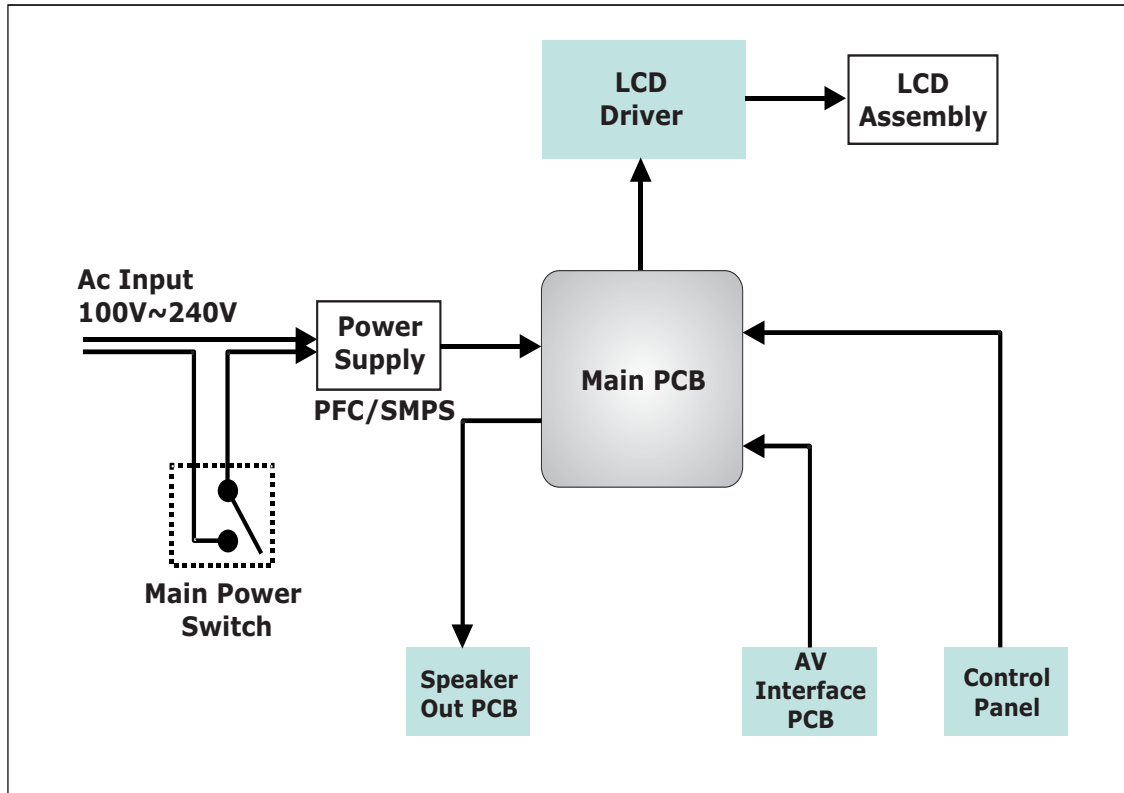 LCD
Driver
LCD
Assembly
Ac Input
100V~240V
Power
Supply
PFC/SMPS
Main PCB
Main Power
Switch
Speaker
Out PCB
AV
Interface
PCB
Control
Panel